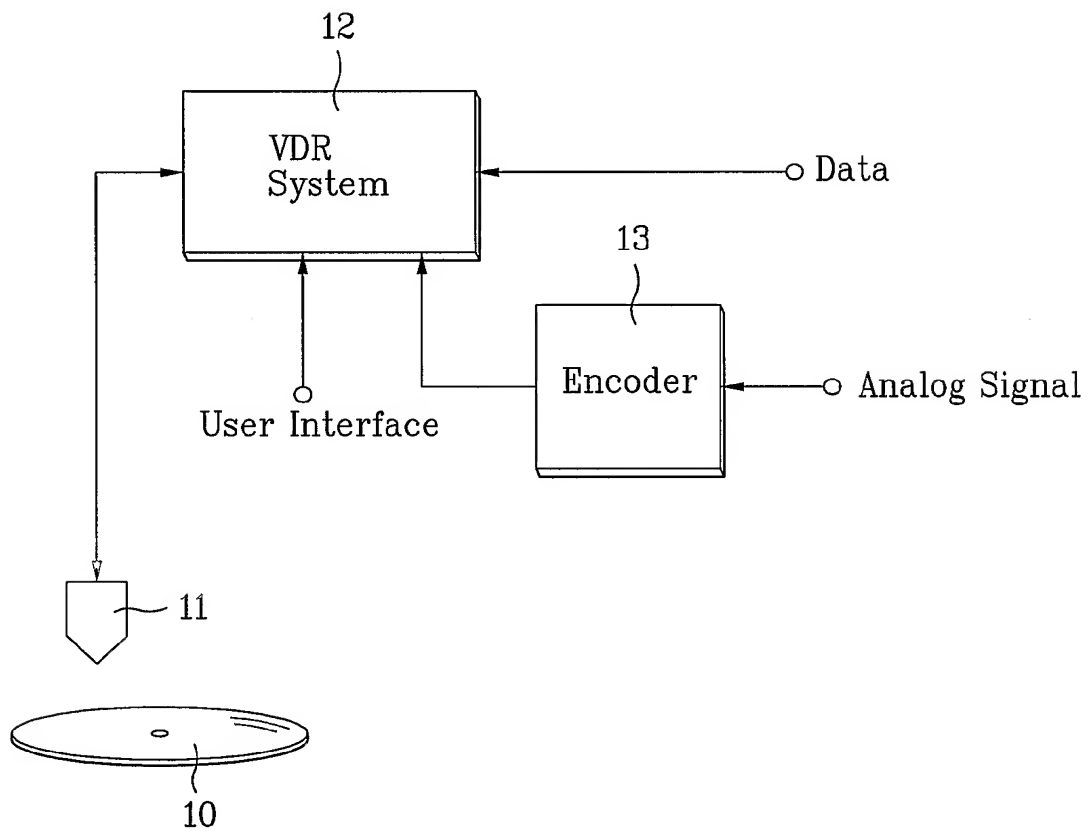 12
VDR
System
Data
13
Encoder
Analog Signal
User Interface
11
10